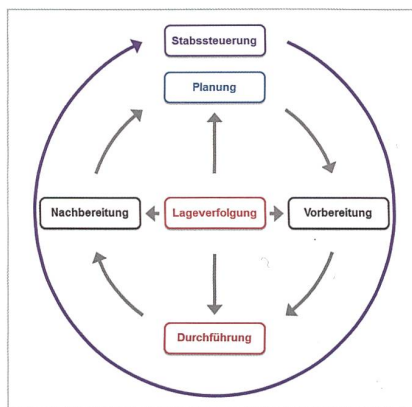 Stabssteuerung
Planung
Nachbereitung
Lageverfolgung
Vorbereitung
Durchführung